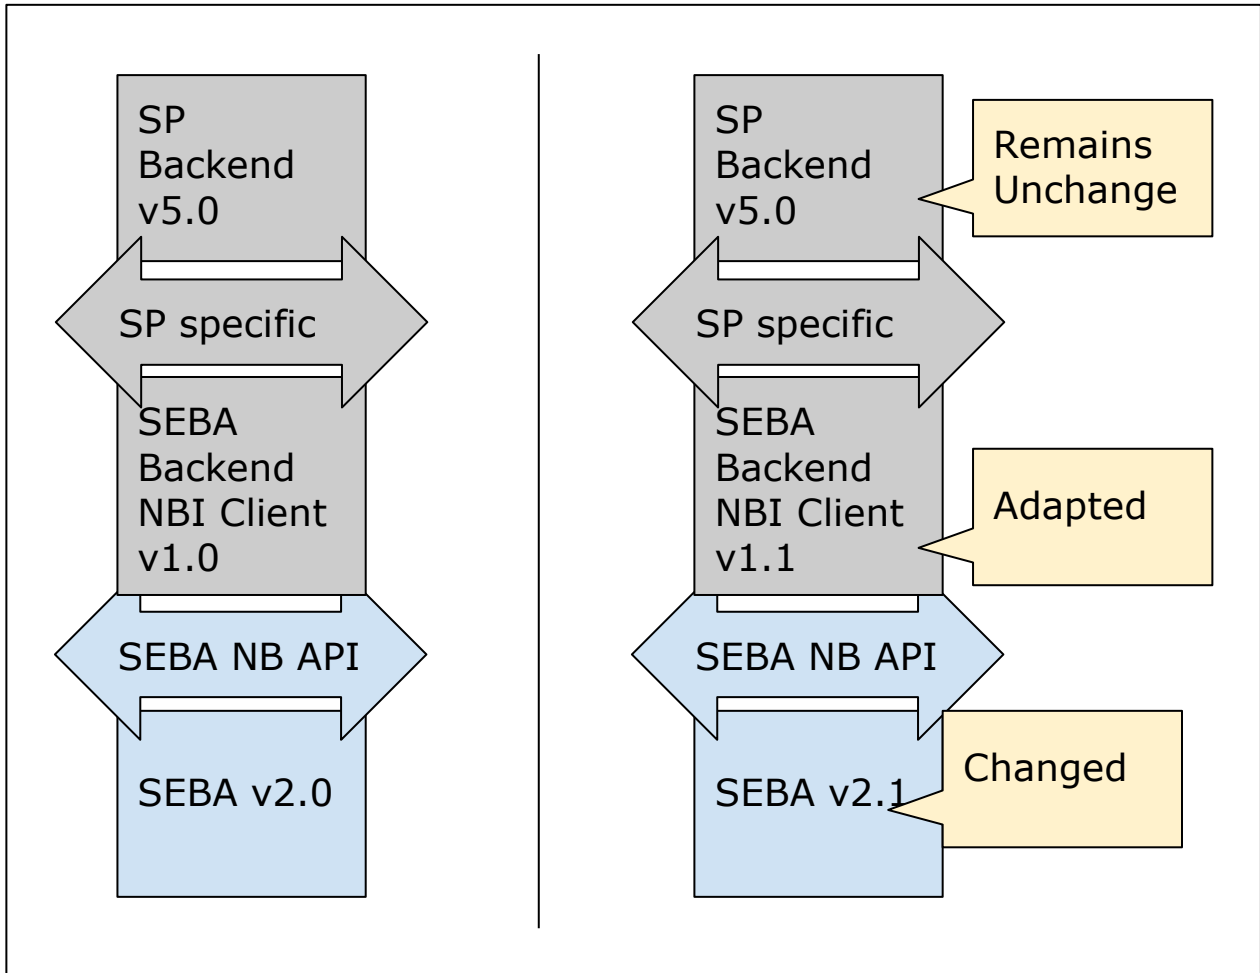 SP
Backend
v5.0
SP specific
SEBA
Backend
NBI Client
v1.0
SEBA NB API
SEBA v2.0
SP
Backend
v5.0
Remains
Unchange
SP specific
SEBA
Backend
NBI Client
v1.1
Adapted
SEBA NB API
SEBA v2.1
Changed